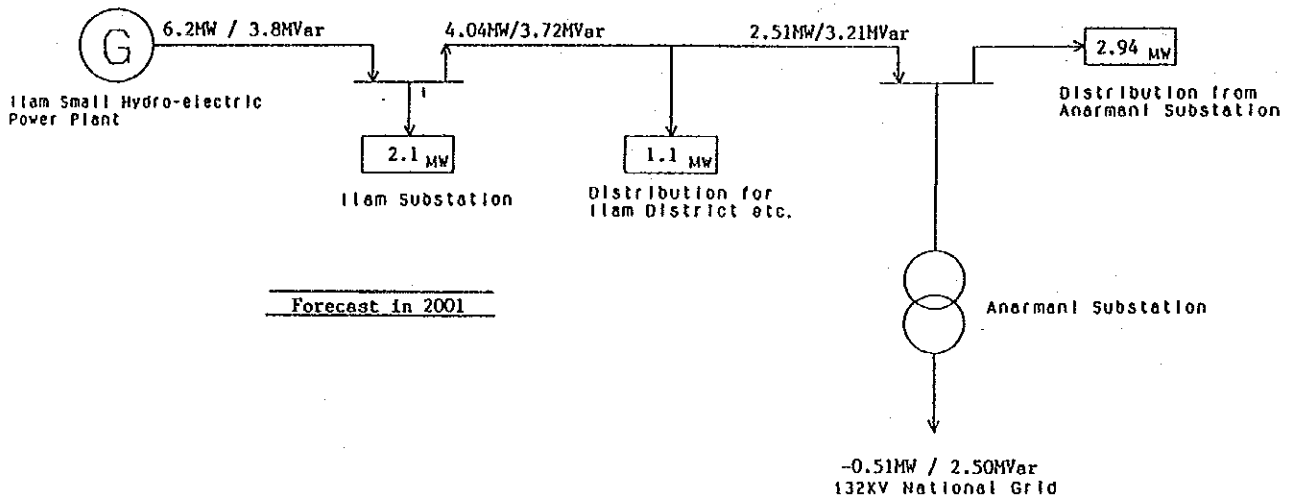 6.2MW / 3.8MVar
4.04MW/3.72MVar
2.51MW/3.21MVar
G
2.94 MW
Ilam Small Hydro-electric
Power Plant
Distribution from
Anarmani Substation
2.1 MW
1.1 MW
Ilam Substation
Distribution for
Ilam District etc.
Forecast in 2001
Anarmani Substation
-0.51MW / 2.50MVar
132KV National Grid